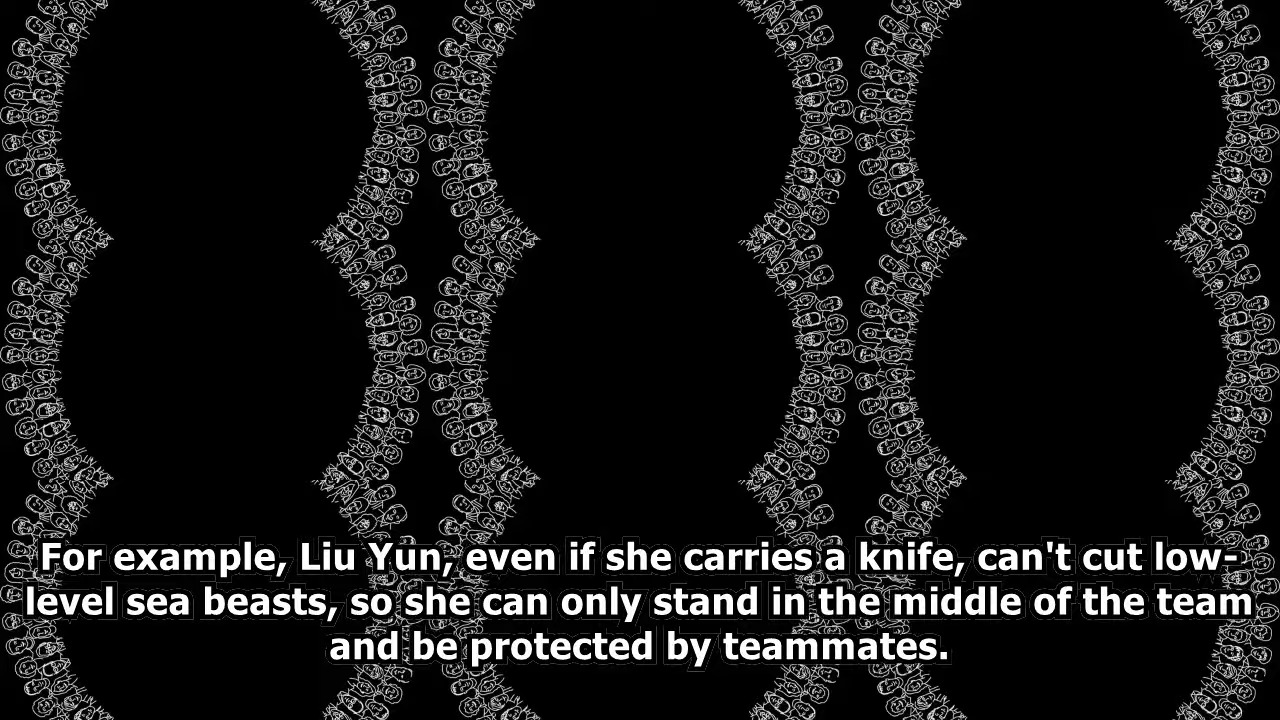 For example, Liu Yun, even if she carries a knife, can't cut low-
level sea beasts, so she can only stand in the middle of the team
and be protected by teammates.